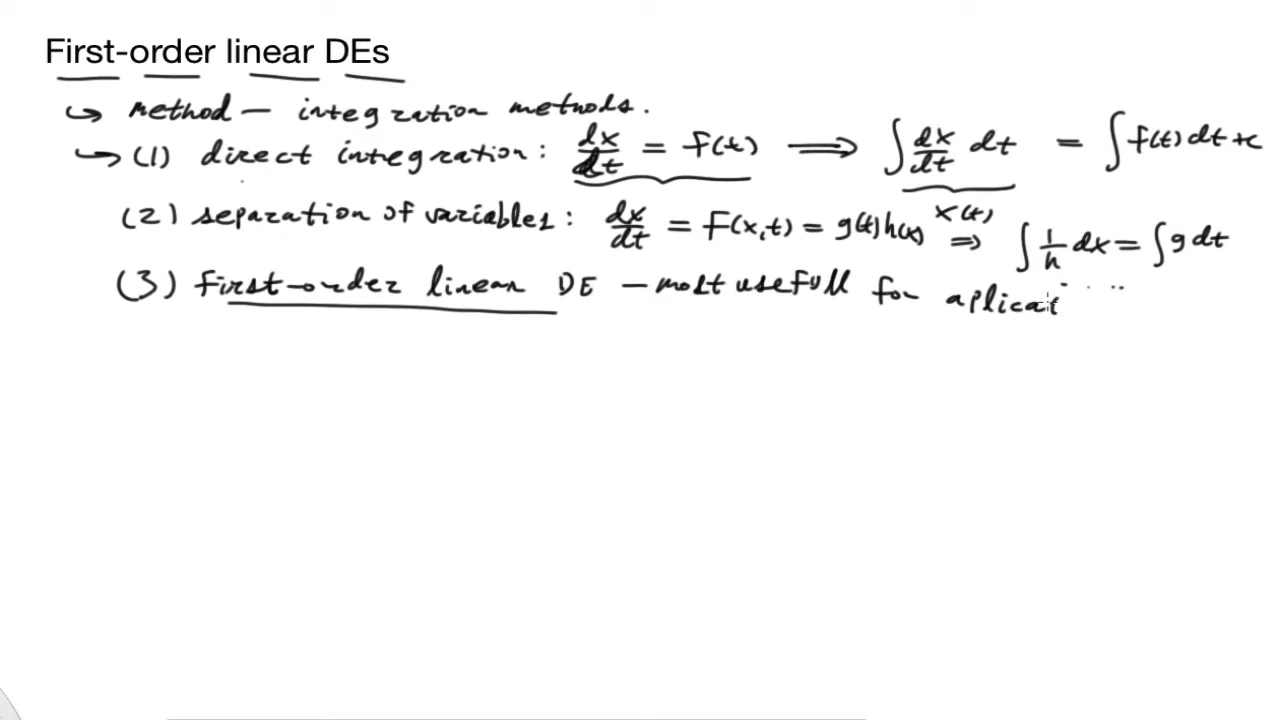 First-order linear DEs
↪ method — integration methods.
↪ (1) direct integration: dx/dt = f(t) ⟹ ∫ dx/dt dt = ∫ f(t) dt + c
(2) separation of variables: dx/dt = F(x,t) = g(t)h(x) x(t) ⇒ ∫ 1/h dx = ∫ g dt
(3) first-order linear DE — most usefull for aplicat